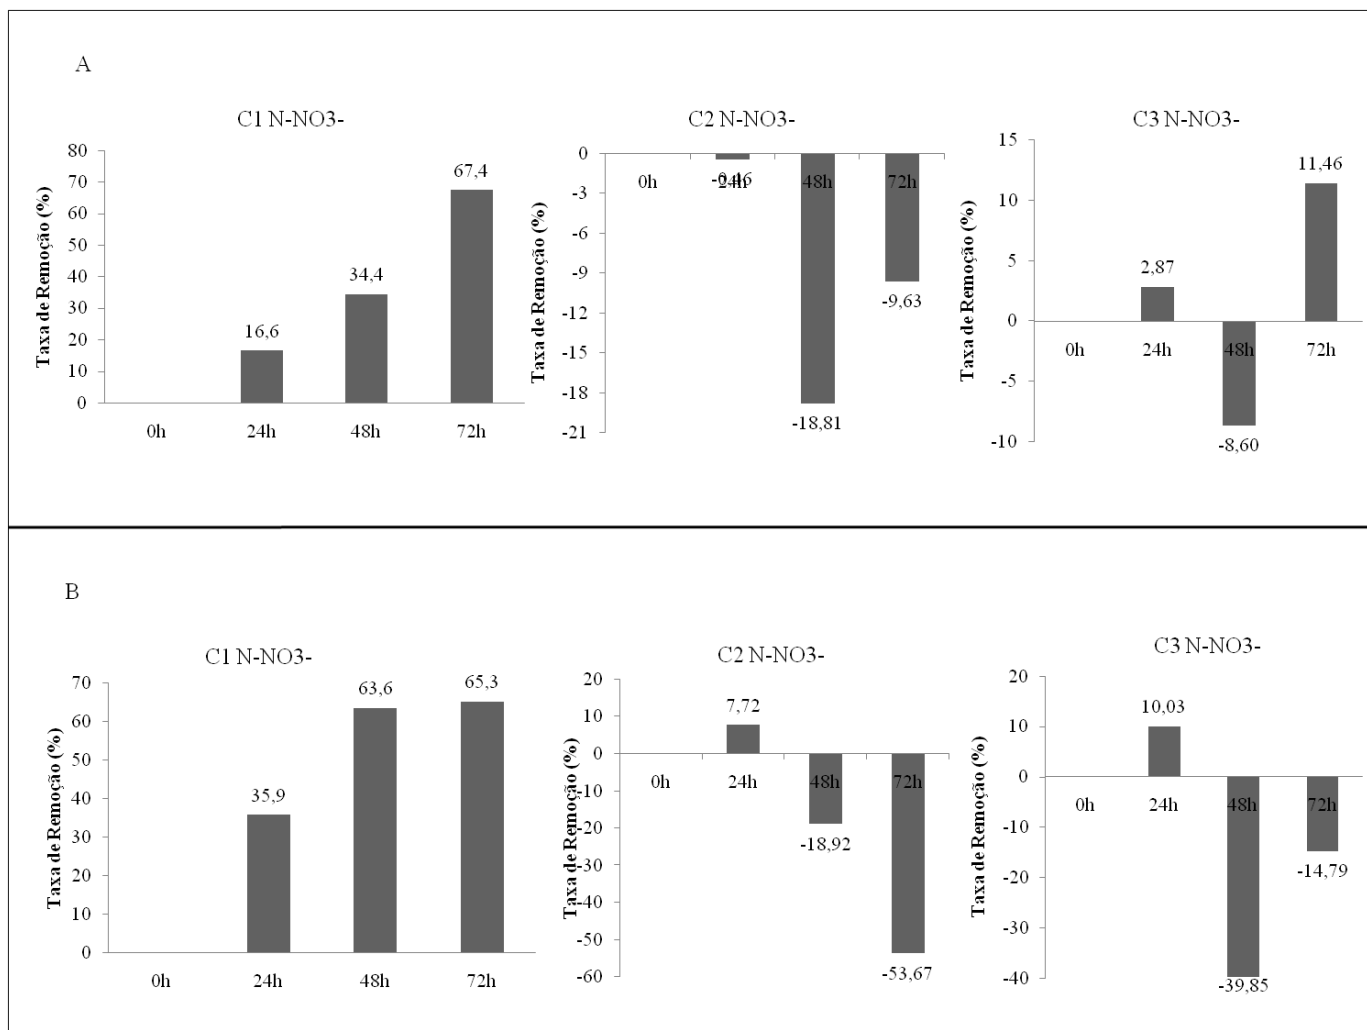 A
C1 N-NO3-
Taxa de Remoção (%)
80
70
60
50
40
30
20
10
0
16,6
34,4
67,4
0h
24h
48h
72h
C2 N-NO3-
Taxa de Remoção (%)
0
-3
-6
-9
-12
-15
-18
-21
0h
24h
48h
72h
-0,46
-18,81
-9,63
C3 N-NO3-
Taxa de Remoção (%)
15
10
5
0
-5
-10
2,87
-8,60
11,46
0h
24h
48h
72h
B
C1 N-NO3-
Taxa de Remoção (%)
70
60
50
40
30
20
10
0
35,9
63,6
65,3
0h
24h
48h
72h
C2 N-NO3-
Taxa de Remoção (%)
20
10
0
-10
-20
-30
-40
-50
-60
7,72
-18,92
-53,67
0h
24h
48h
72h
C3 N-NO3-
Taxa de Remoção (%)
20
10
0
-10
-20
-30
-40
10,03
-39,85
-14,79
0h
24h
48h
72h